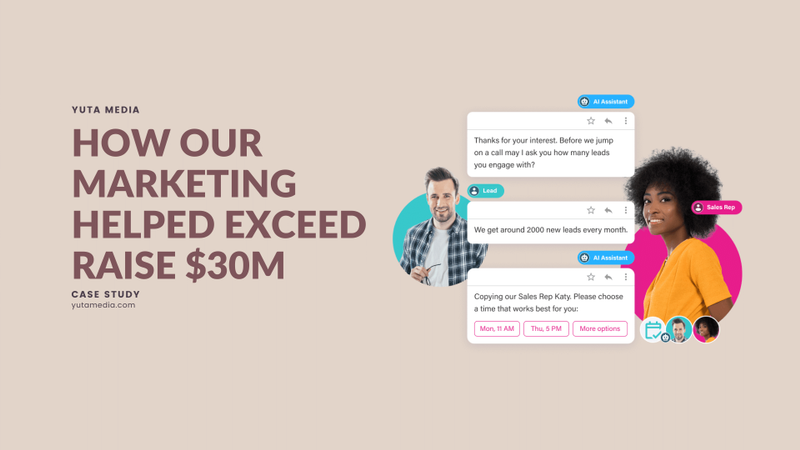 YUTA MEDIA
HOW OUR
MARKETING
HELPED EXCEED
RAISE $30M
CASE STUDY
yutamedia.com
AI Assistant
Thanks for your interest. Before we jump
on a call may I ask you how many leads
you engage with?
Lead
We get around 2000 new leads every month.
Sales Rep
AI Assistant
Copying our Sales Rep Katy. Please choose
a time that works best for you:
Mon, 11 AM
Thu, 5 PM
More options